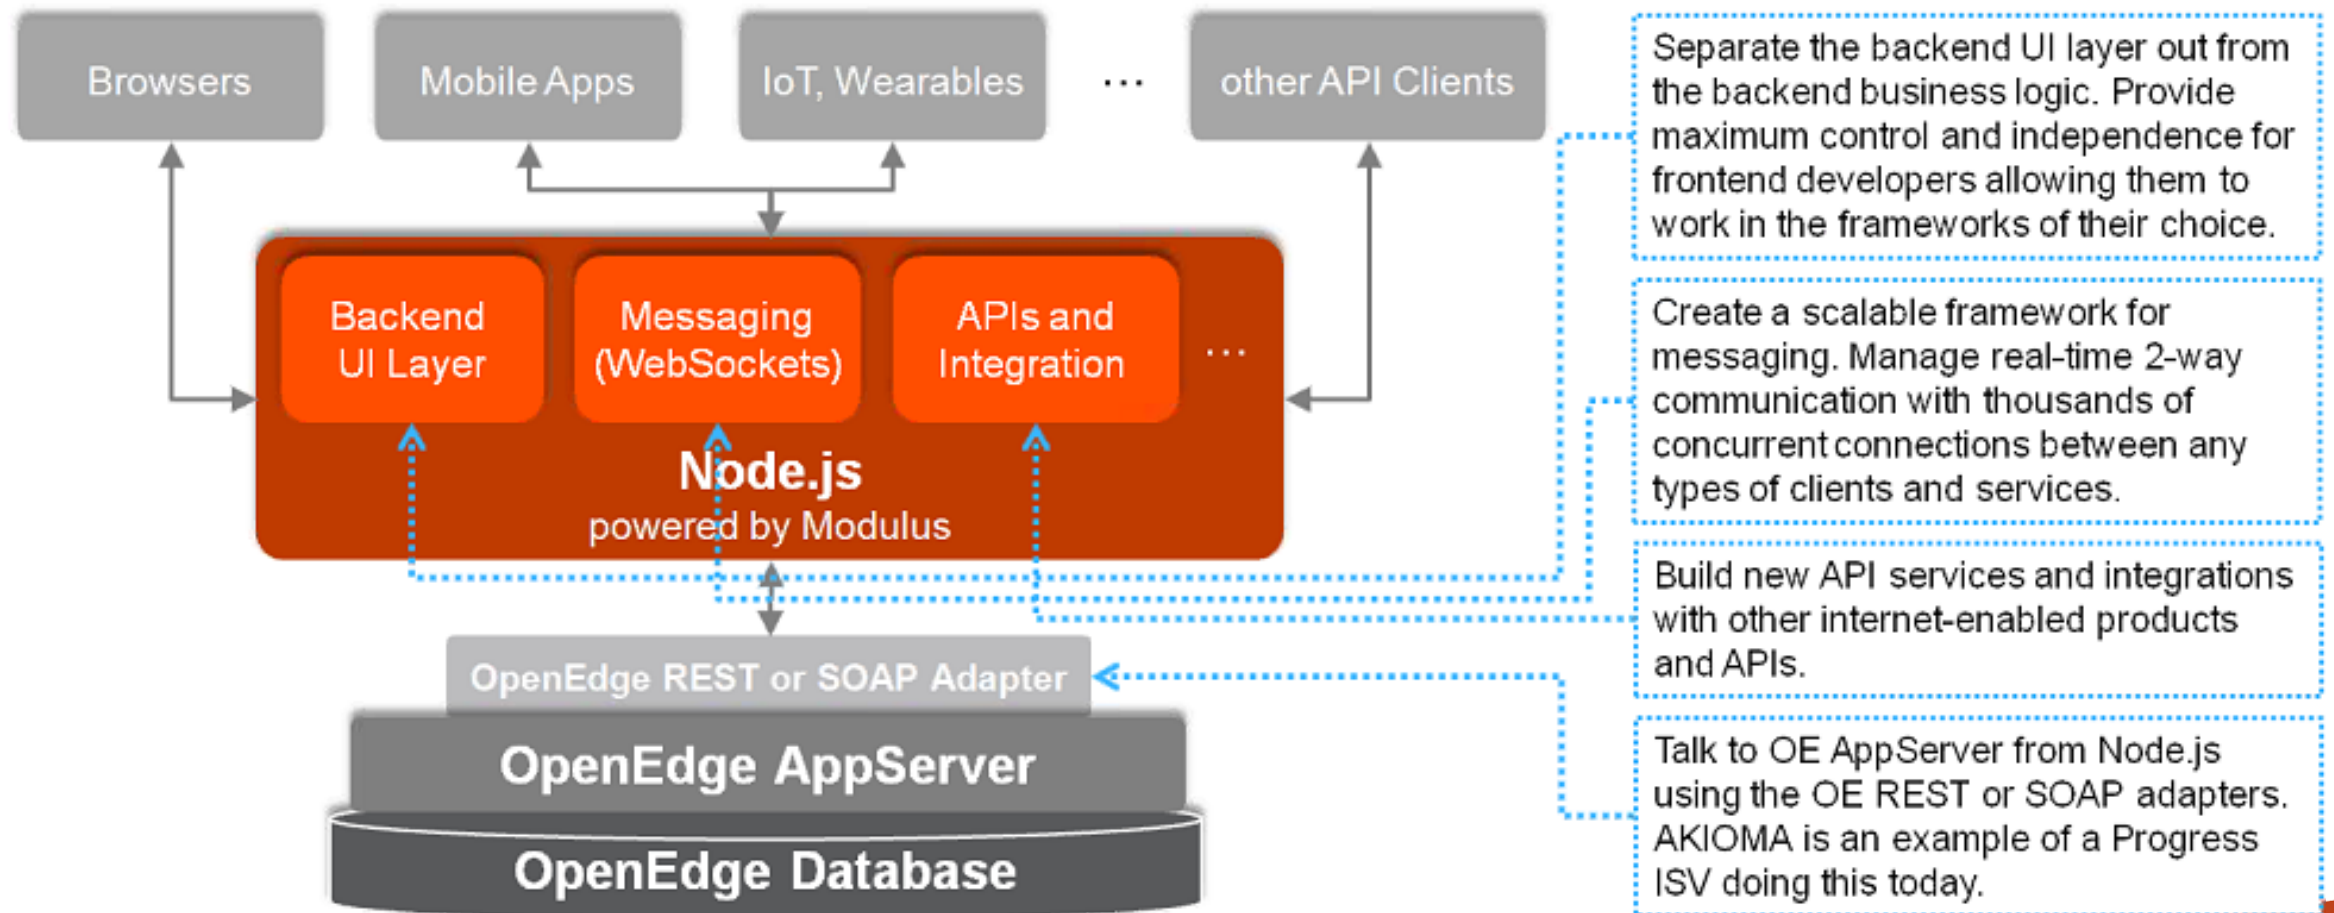 Browsers
Mobile Apps
IoT, Wearables
...
other API Clients
Backend
UI Layer
Messaging
(WebSockets)
APIs and
Integration
...
Node.js
powered by Modulus
OpenEdge REST or SOAP Adapter
OpenEdge AppServer
OpenEdge Database
Separate the backend UI layer out from
the backend business logic. Provide
maximum control and independence for
frontend developers allowing them to
work in the frameworks of their choice.
Create a scalable framework for
messaging. Manage real-time 2-way
communication with thousands of
concurrent connections between any
types of clients and services.
Build new API services and integrations
with other internet-enabled products
and APIs.
Talk to OE AppServer from Node.js
using the OE REST or SOAP adapters.
AKIOMA is an example of a Progress
ISV doing this today.